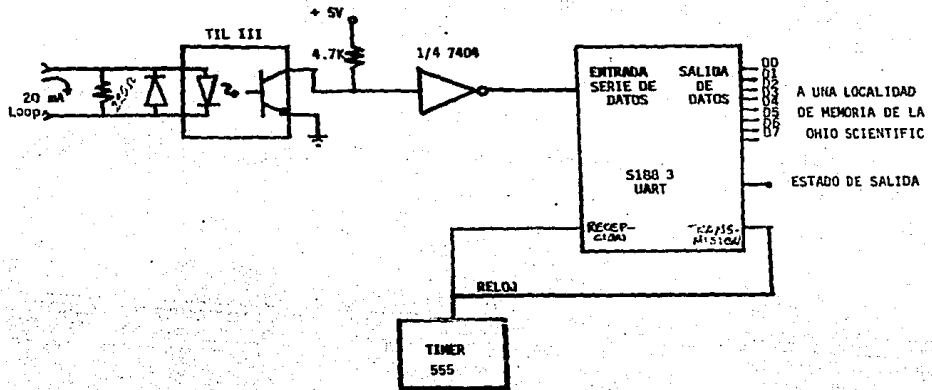 + 5V
TIL III
4.7K
1/4 7404
20 mA
Loop
220Ω
ENTRADA
SERIE DE
DATOS
SALIDA
DE
DATOS
D0
D1
D2
D3
D4
D5
D6
D7
A UNA LOCALIDAD
DE MEMORIA DE LA
OHIO SCIENTIFIC
S188 3
UART
ESTADO DE SALIDA
RECEP-
CION
TRANS-
MISION
RELOJ
TIMER
555